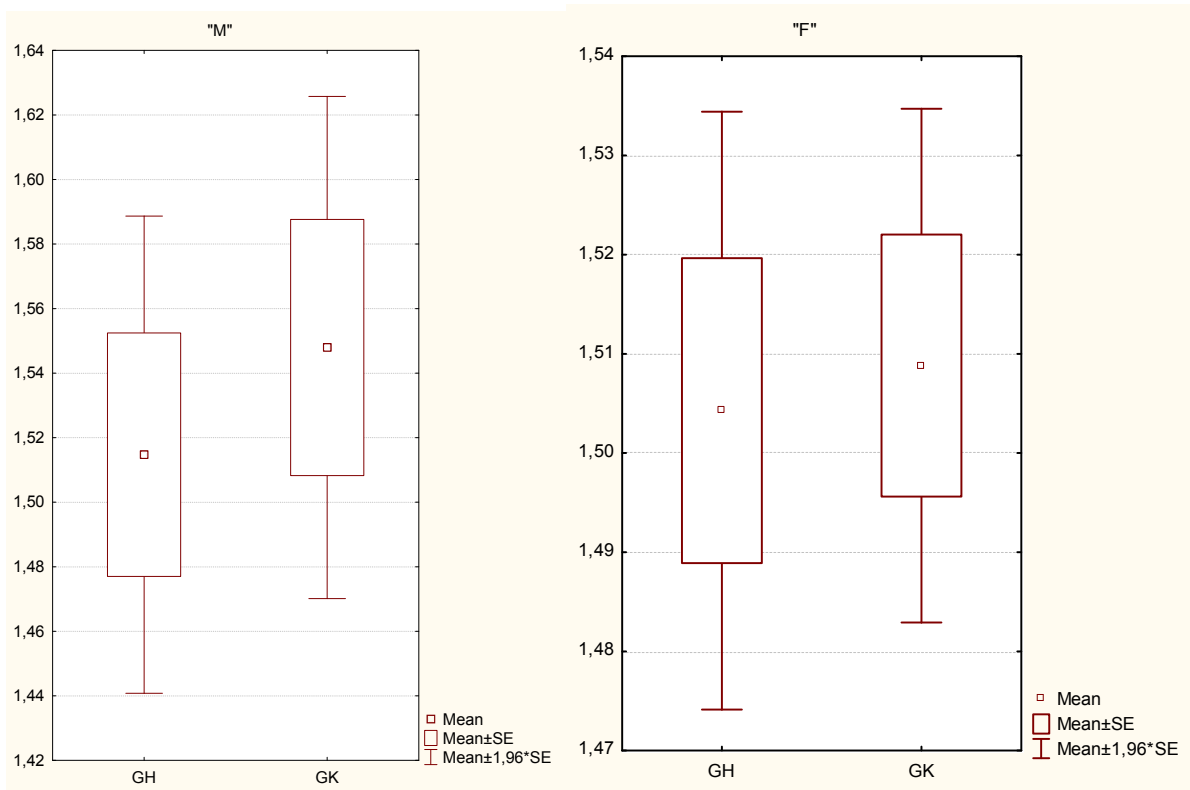 "M"
1,64
1,62
1,60
1,58
1,56
1,54
1,52
1,50
1,48
1,46
1,44
1,42
GH GK
Mean
Mean±SE
Mean±1,96*SE
"F"
1,54
1,53
1,52
1,51
1,50
1,49
1,48
1,47
GH GK
Mean
Mean±SE
Mean±1,96*SE